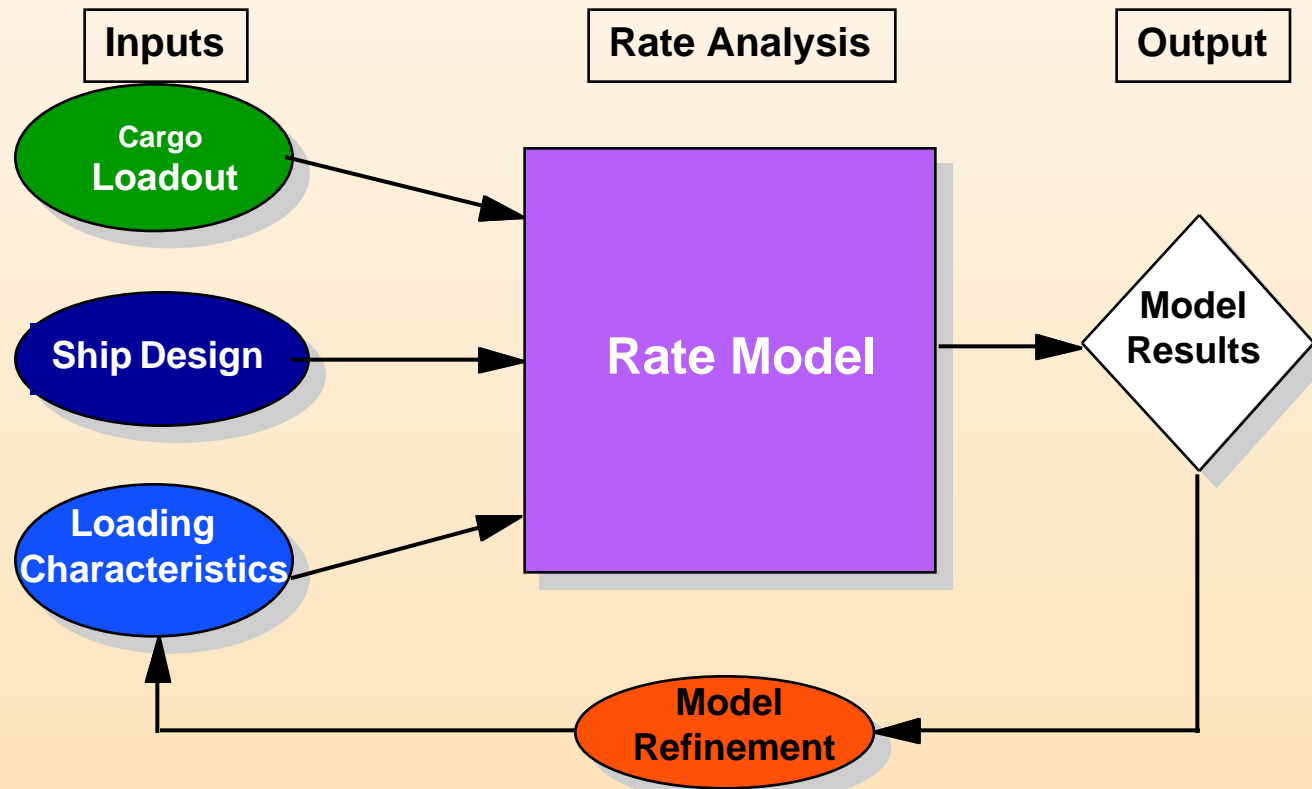 Inputs
Rate Analysis
Output
Cargo
Loadout
Ship Design
Loading
Characteristics
Rate Model
Model
Results
Model
Refinement